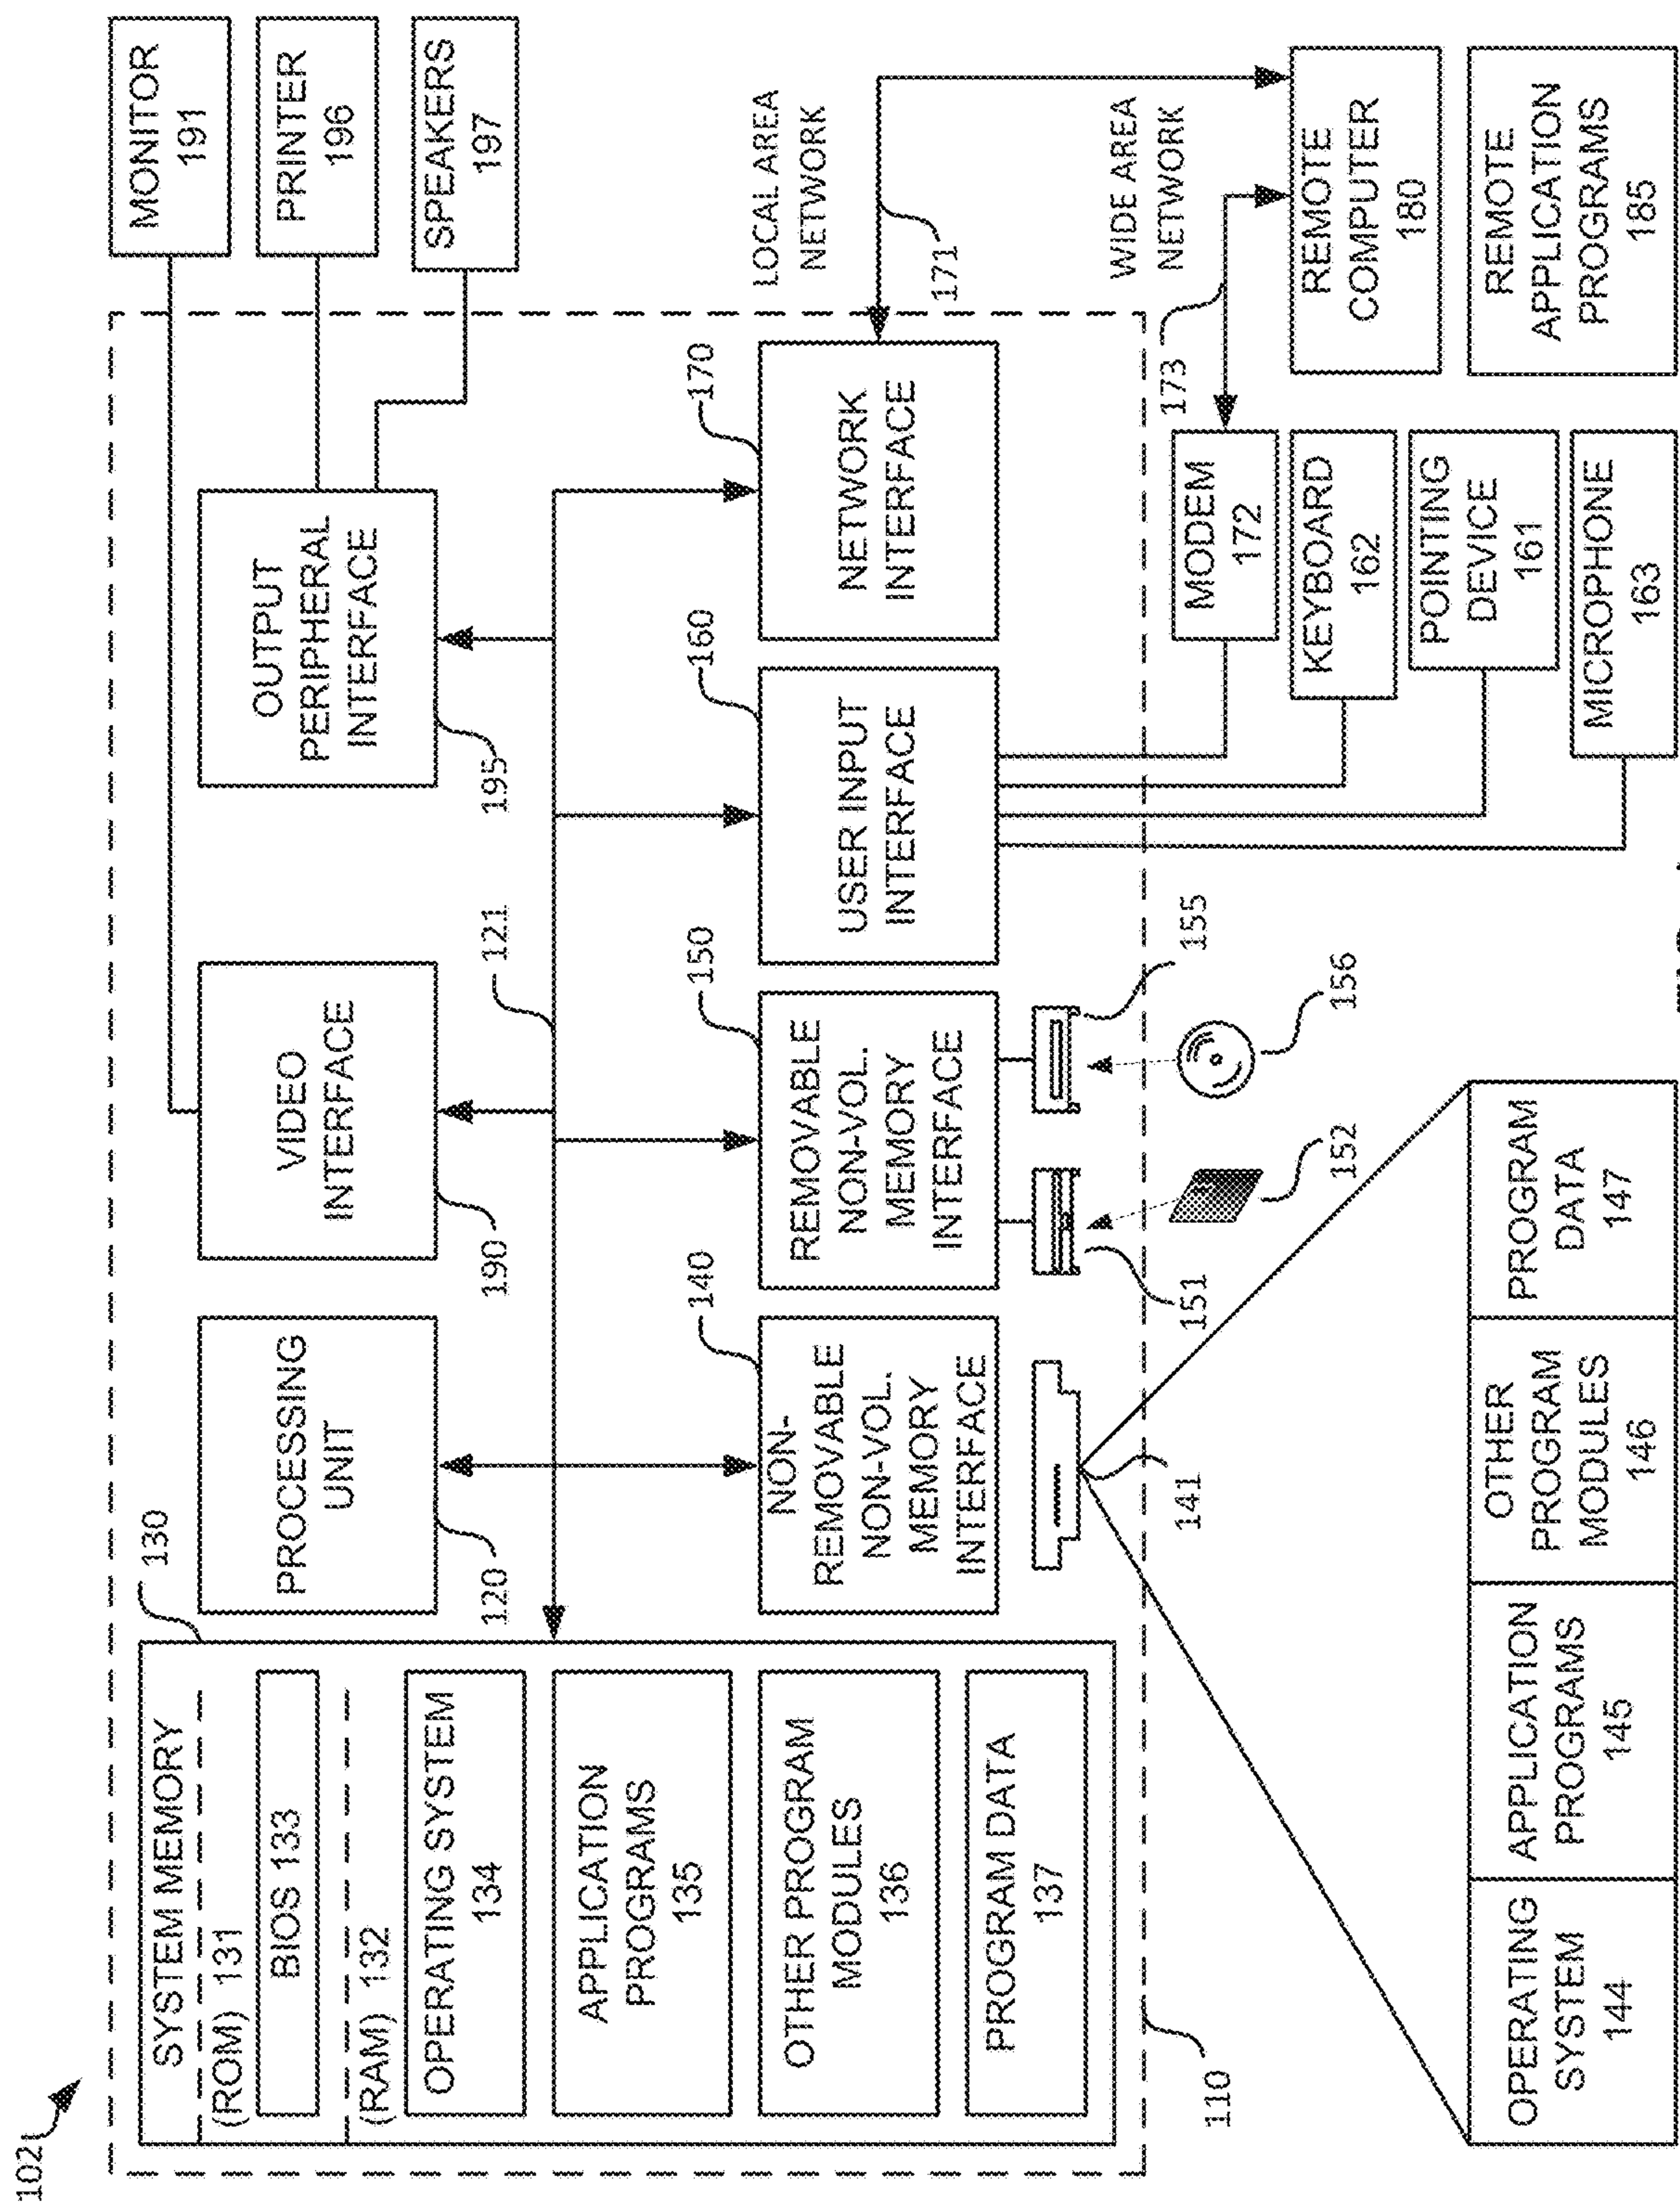 102
SYSTEM MEMORY
(ROM) 131
BIOS 133
(RAM) 132
OPERATING SYSTEM
134
APPLICATION
PROGRAMS
135
OTHER PROGRAM
MODULES
136
PROGRAM DATA
137
130
PROCESSING
UNIT
120
VIDEO
INTERFACE
190
121
OUTPUT
PERIPHERAL
INTERFACE
195
MONITOR
191
PRINTER
196
SPEAKERS
197
NON-
REMOVABLE
NON-VOL.
MEMORY
INTERFACE
140
REMOVABLE
NON-VOL.
MEMORY
INTERFACE
150
USER INPUT
INTERFACE
160
NETWORK
INTERFACE
170
LOCAL AREA
NETWORK
171
WIDE AREA
NETWORK
173
110
141
151
152
155
156
MODEM
172
KEYBOARD
162
POINTING
DEVICE
161
MICROPHONE
163
REMOTE
COMPUTER
180
REMOTE
APPLICATION
PROGRAMS
185
OPERATING
SYSTEM
144
APPLICATION
PROGRAMS
145
OTHER
PROGRAM
MODULES
146
PROGRAM
DATA
147